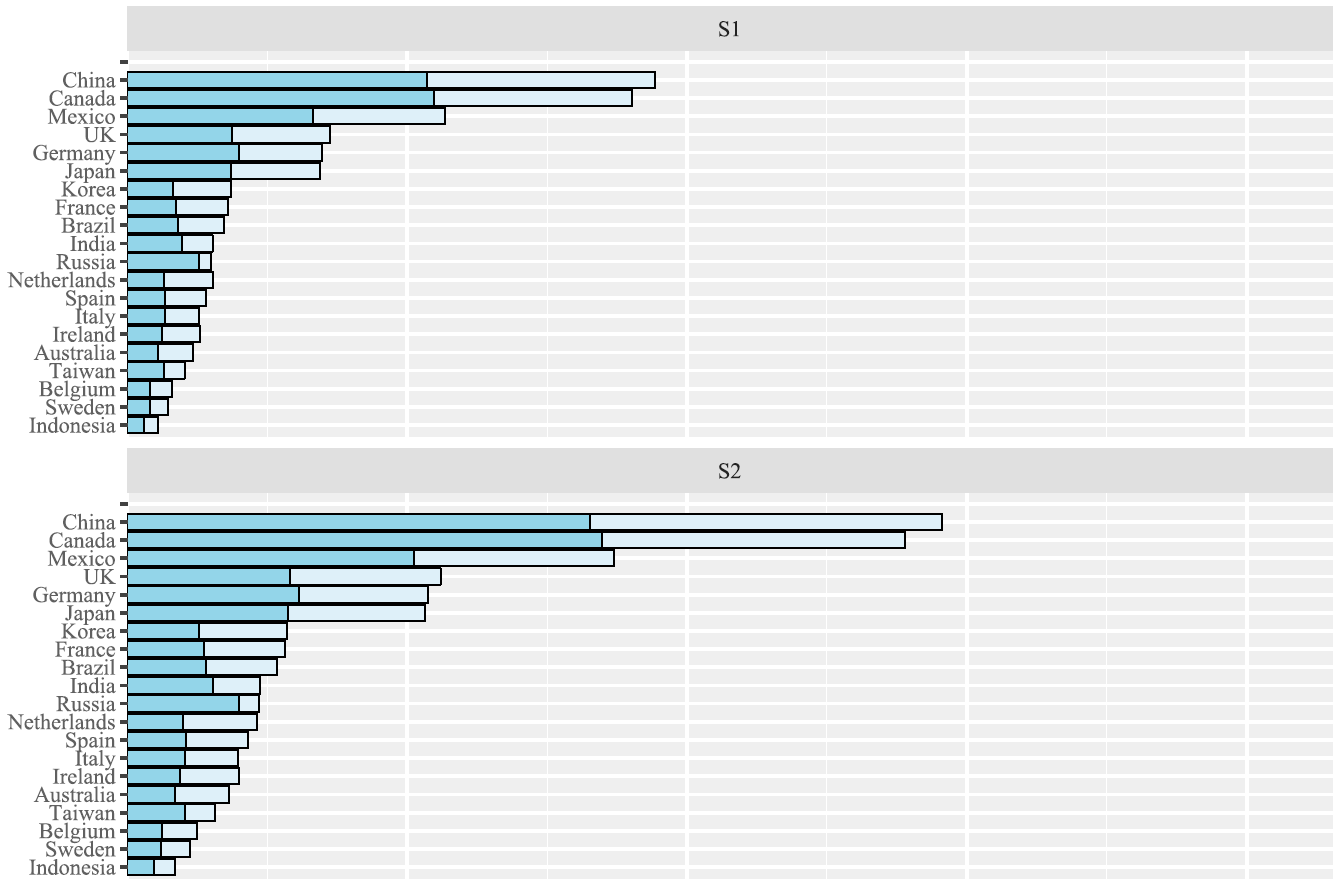 S1
China
Canada
Mexico
UK
Germany
Japan
Korea
France
Brazil
India
Russia
Netherlands
Spain
Italy
Ireland
Australia
Taiwan
Belgium
Sweden
Indonesia
S2
China
Canada
Mexico
UK
Germany
Japan
Korea
France
Brazil
India
Russia
Netherlands
Spain
Italy
Ireland
Australia
Taiwan
Belgium
Sweden
Indonesia